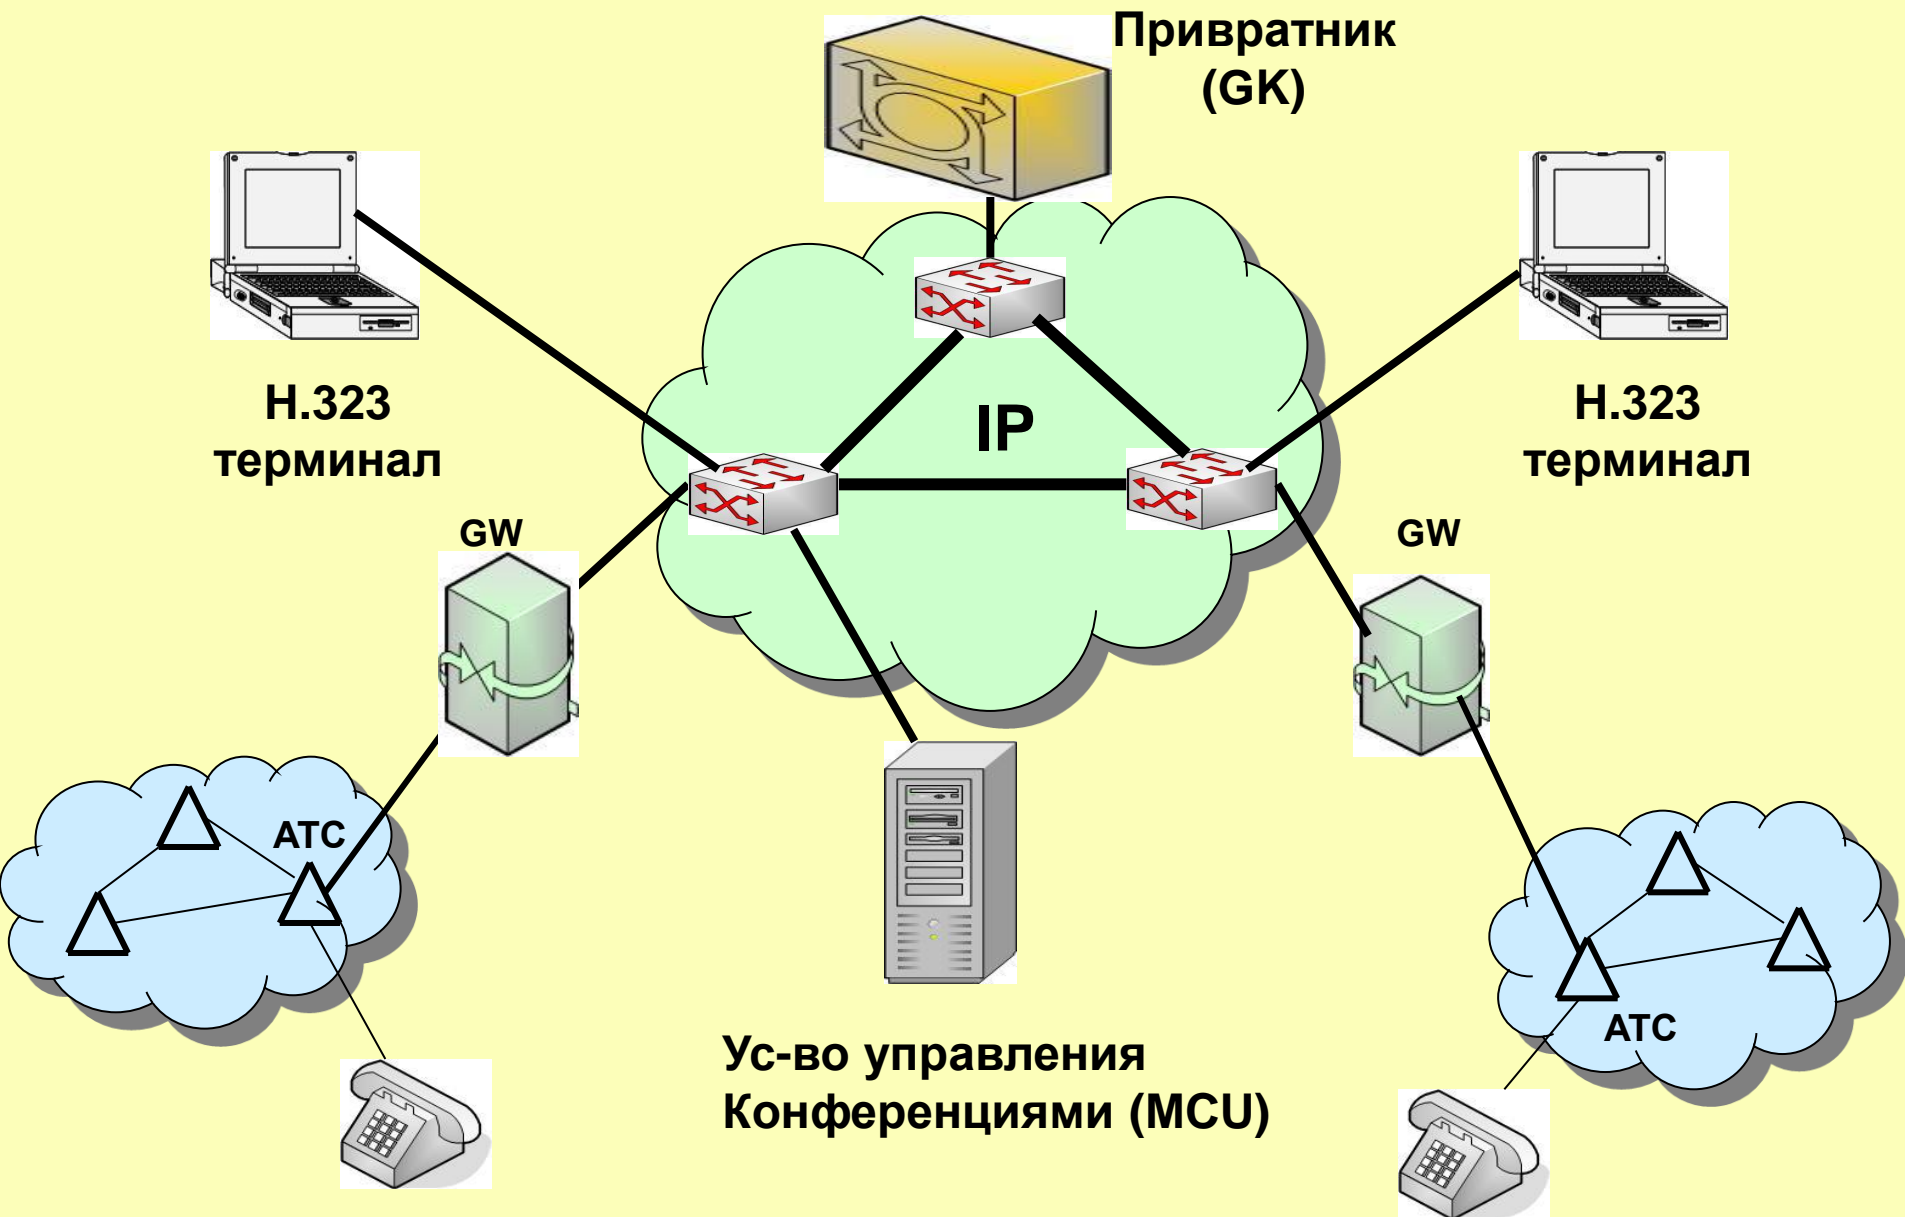 Привратник
(GK)
Н.323
терминал
Н.323
терминал
IP
GW
GW
АТС
АТС
Ус-во управления
Конференциями (MCU)